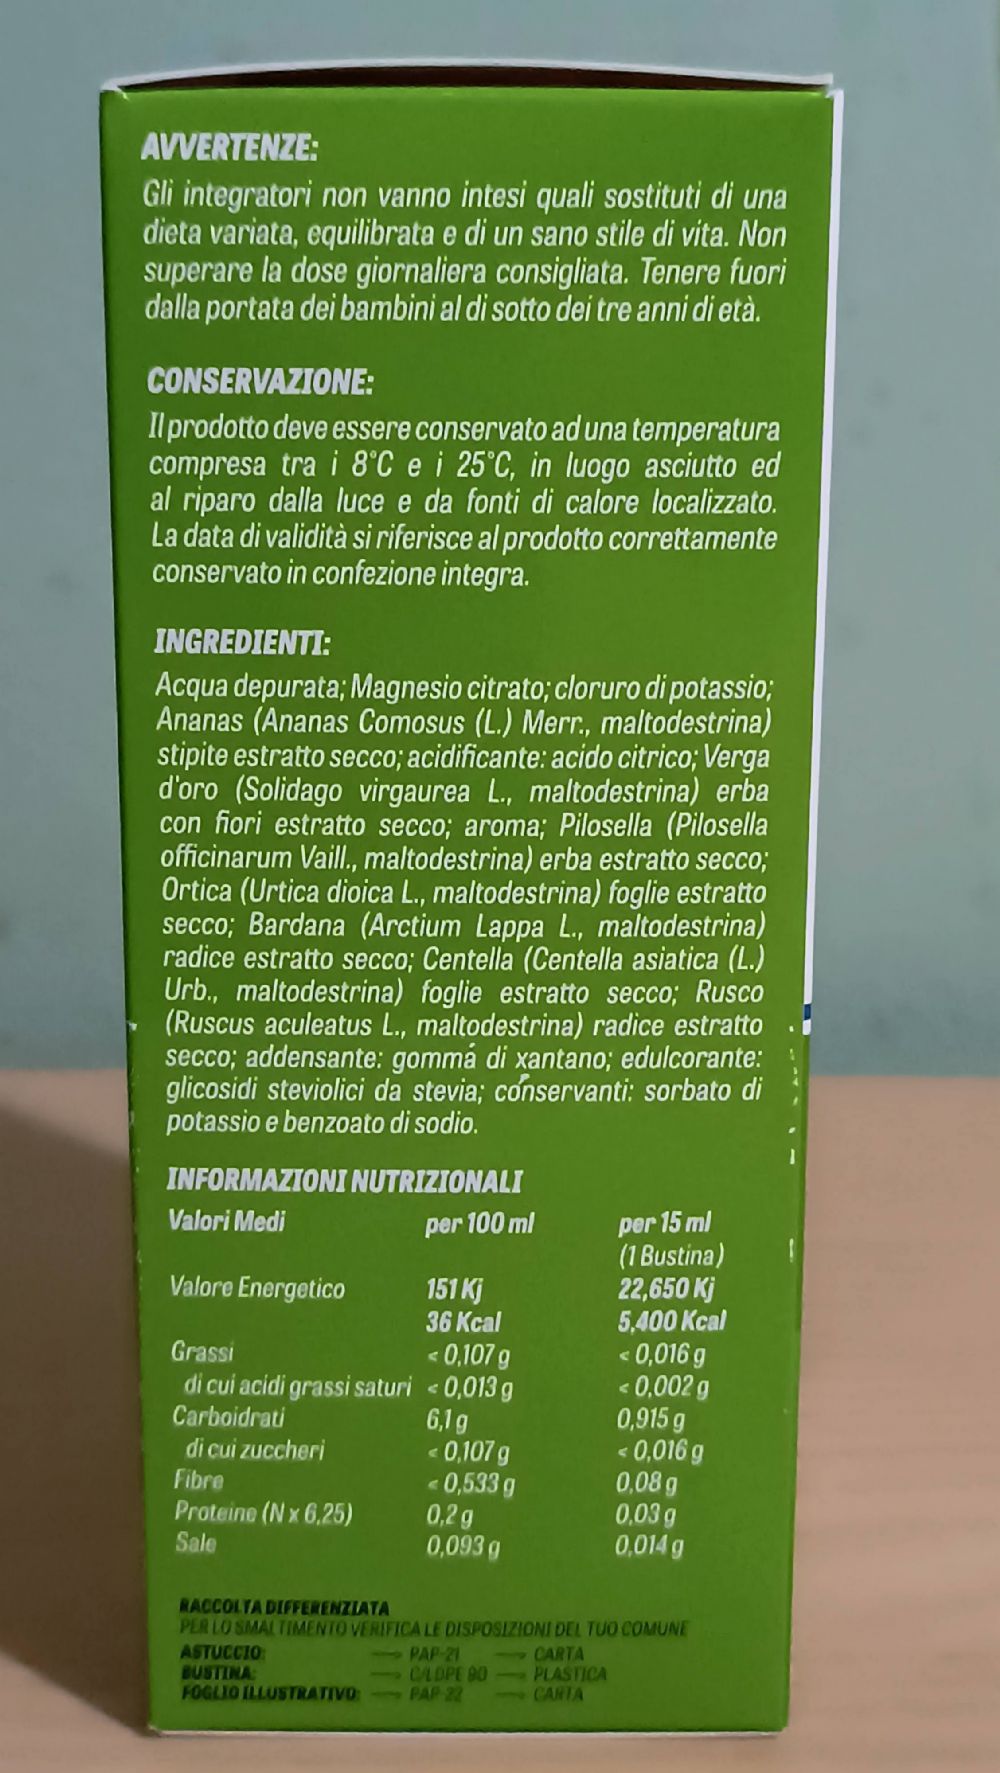 AVVERTENZE:
Gli integratori non vanno intesi quali sostituti di una
dieta variata, equilibrata e di un sano stile di vita. Non
superare la dose giornaliera consigliata. Tenere fuori
dalla portata dei bambini al di sotto dei tre anni di età.
CONSERVAZIONE:
Il prodotto deve essere conservato ad una temperatura
compresa tra i 8°C e i 25°C, in luogo asciutto ed
al riparo dalla luce e da fonti di calore localizzato.
La data di validità si riferisce al prodotto correttamente
conservato in confezione integra.
INGREDIENTI:
Acqua depurata; Magnesio citrato; cloruro di potassio;
Ananas (Ananas Comosus (L.) Merr., maltodestrina)
stipite estratto secco; acidificante: acido citrico; Verga
d'oro (Solidago virgaurea L., maltodestrina) erba
con fiori estratto secco; aroma; Pilosella (Pilosella
officinarum Vaill., maltodestrina) erba estratto secco;
Ortica (Urtica dioica L., maltodestrina) foglie estratto
secco; Bardana (Arctium Lappa L., maltodestrina)
radice estratto secco; Centella (Centella asiatica (L.)
Urb., maltodestrina) foglie estratto secco; Rusco
(Ruscus aculeatus L., maltodestrina) radice estratto
secco; addensante: gomma di xantano; edulcorante:
glicosidi steviolici da stevia; conservanti: sorbato di
potassio e benzoato di sodio.
INFORMAZIONI NUTRIZIONALI
Valori Medi per 100 ml per 15 ml
(1 Bustina)
Valore Energetico 151 Kj 22,650 Kj
36 Kcal 5,400 Kcal
Grassi < 0,107 g < 0,016 g
di cui acidi grassi saturi < 0,013 g < 0,002 g
Carboidrati 6,1 g 0,915 g
di cui zuccheri < 0,107 g < 0,016 g
Fibre < 0,533 g 0,08 g
Proteine (N x 6,25) 0,2 g 0,03 g
Sale 0,093 g 0,014 g
RACCOLTA DIFFERENZIATA
PER LO SMALTIMENTO VERIFICA LE DISPOSIZIONI DEL TUO COMUNE
ASTUCCIO: → PAP-21 → CARTA
BUSTINA: → C/LDPE 90 → PLASTICA
FOGLIO ILLUSTRATIVO: → PAP-22 → CARTA